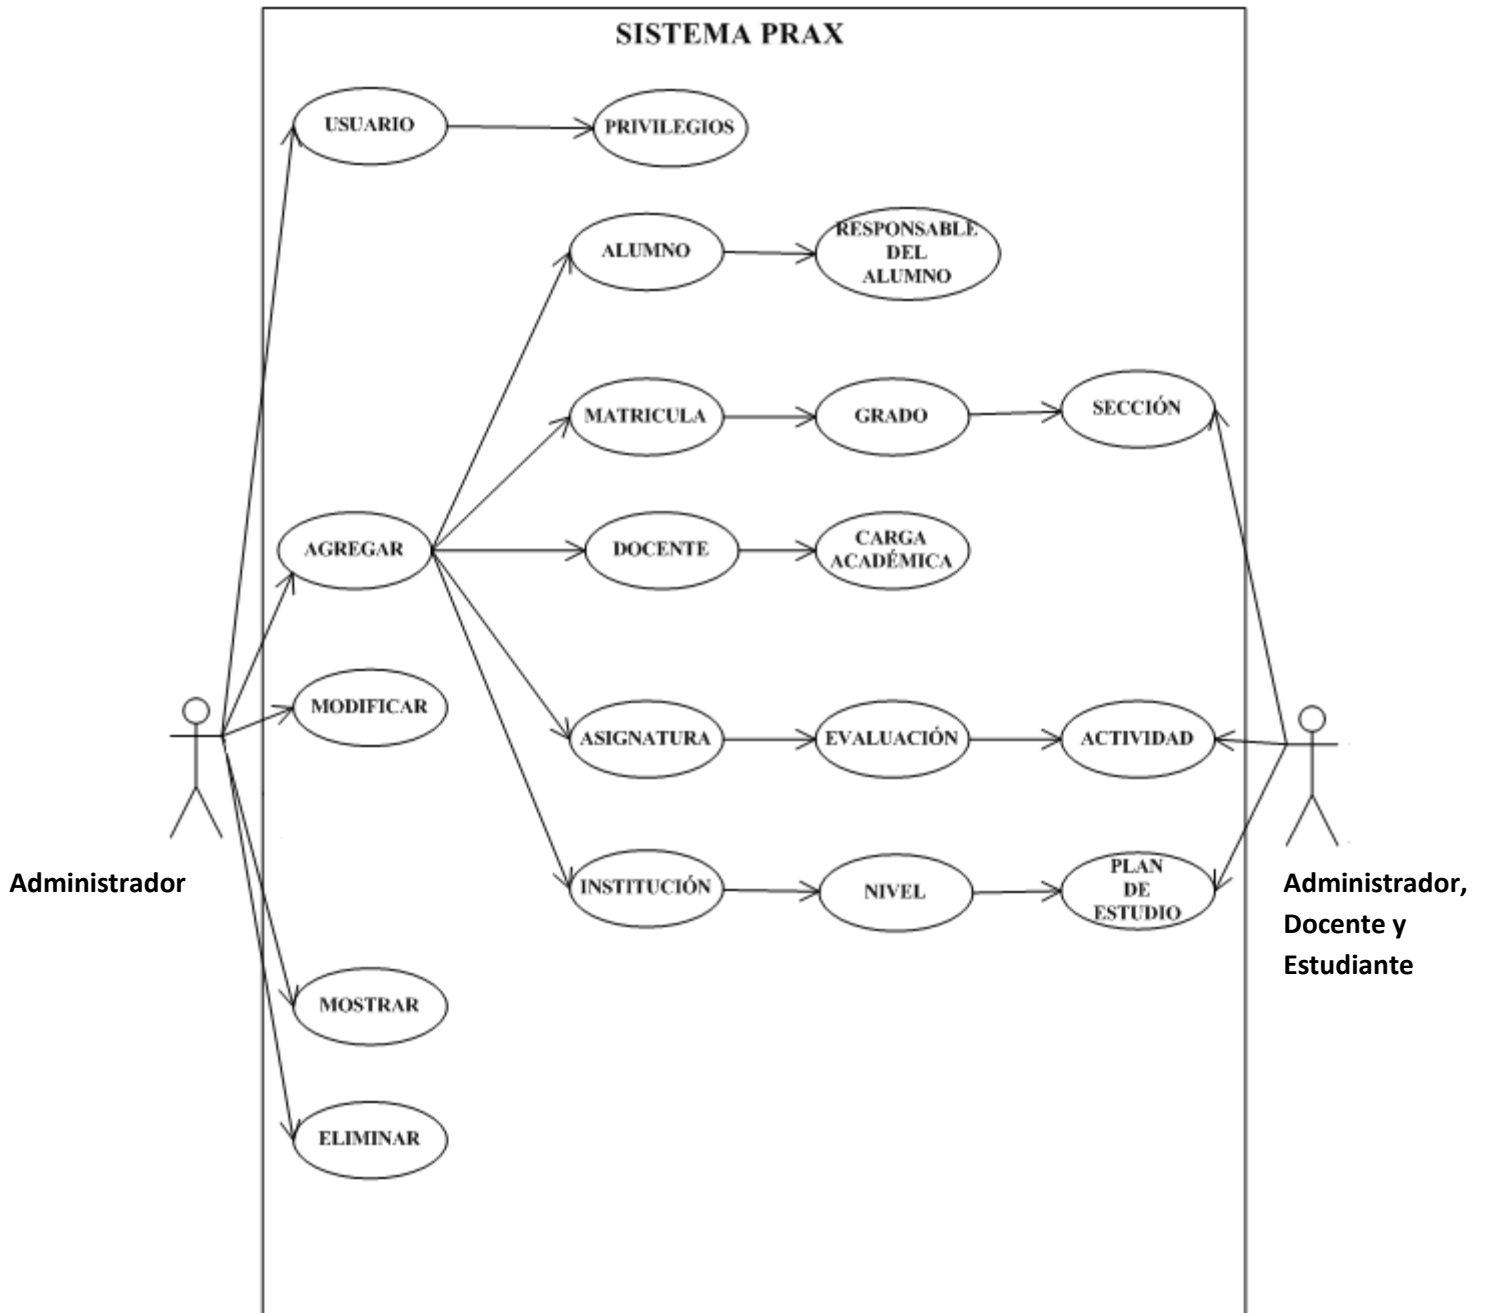 SISTEMA PRAX
USUARIO
PRIVILEGIOS
ALUMNO
RESPONSABLE
DEL
ALUMNO
MATRICULA
GRADO
SECCIÓN
AGREGAR
DOCENTE
CARGA
ACADÉMICA
MODIFICAR
ASIGNATURA
EVALUACIÓN
ACTIVIDAD
INSTITUCIÓN
NIVEL
PLAN
DE
ESTUDIO
Administrador
Administrador,
Docente y
Estudiante
MOSTRAR
ELIMINAR